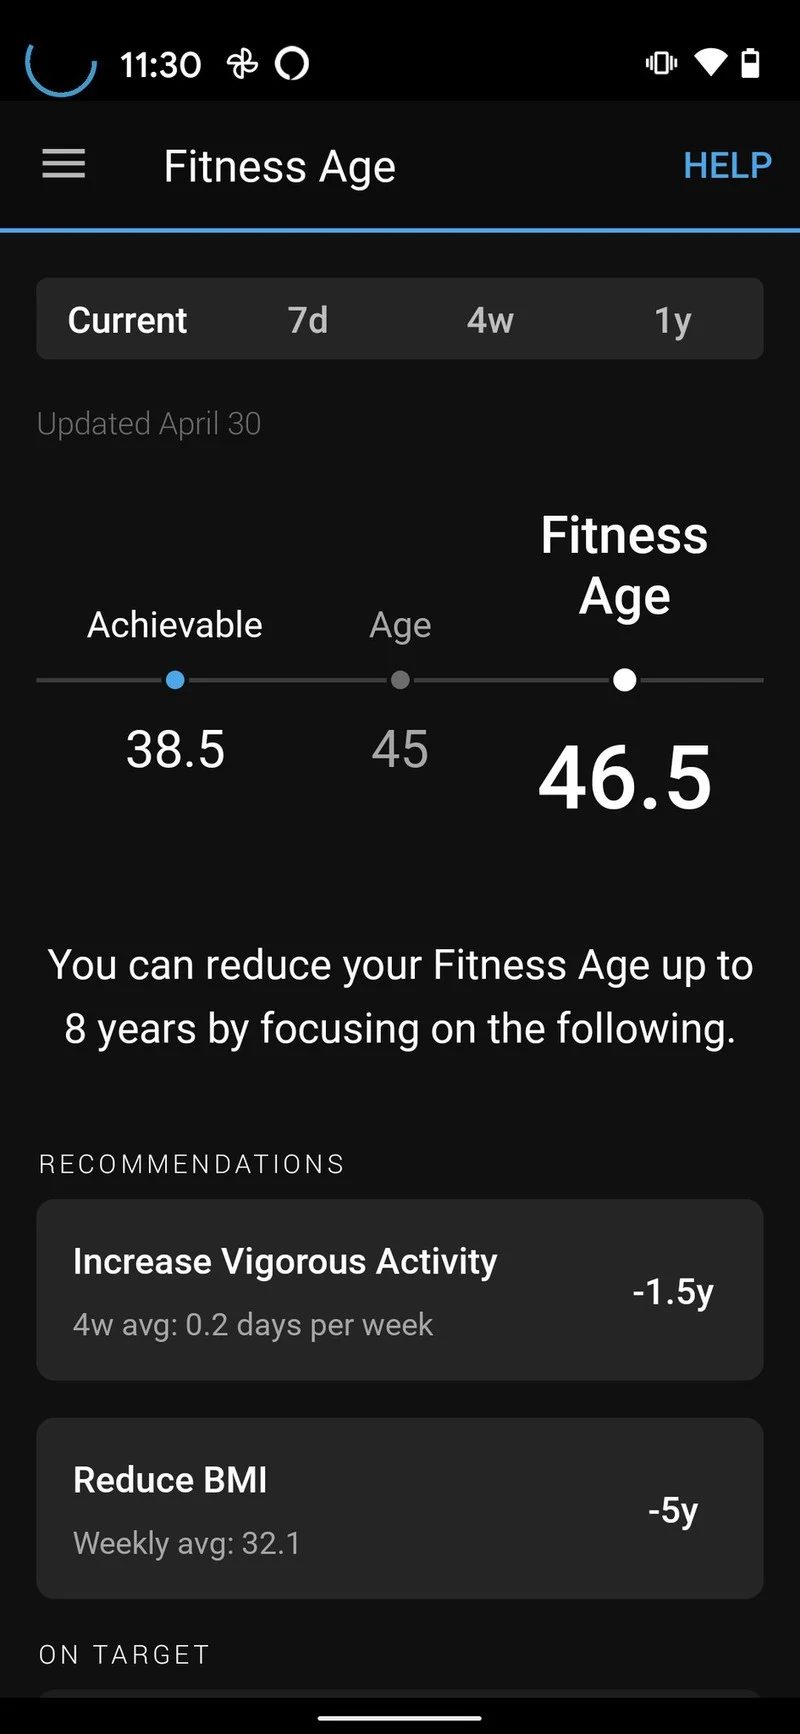 11:30
Fitness Age
HELP
Current 7d 4w 1y
Updated April 30
Fitness
Age
Achievable
Age
38.5
45
46.5
You can reduce your Fitness Age up to
8 years by focusing on the following.
RECOMMENDATIONS
Increase Vigorous Activity
4w avg: 0.2 days per week
-1.5y
Reduce BMI
Weekly avg: 32.1
-5y
ON TARGET